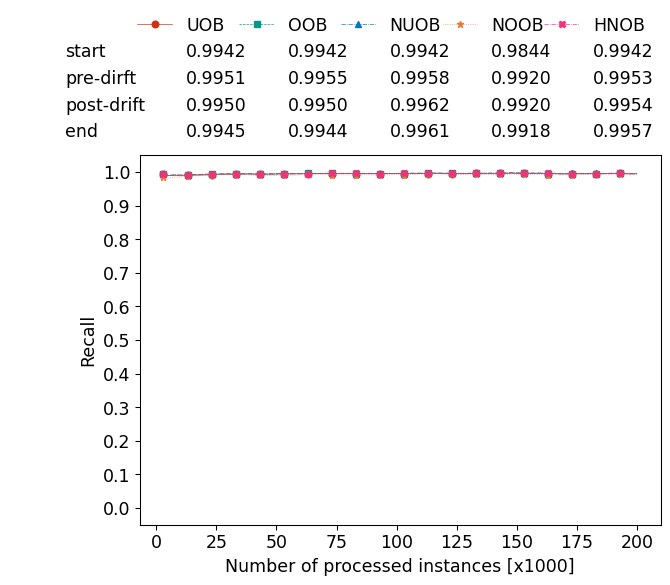 UOB OOB NUOB NOOB HNOB
start 0.9942 0.9942 0.9942 0.9844 0.9942
pre-dirft 0.9951 0.9955 0.9958 0.9920 0.9953
post-drift 0.9950 0.9950 0.9962 0.9920 0.9954
end 0.9945 0.9944 0.9961 0.9918 0.9957
1.0
0.9
0.8
0.7
0.6
0.5
0.4
0.3
0.2
0.1
0.0
Recall
0 25 50 75 100 125 150 175 200
Number of processed instances [x1000]